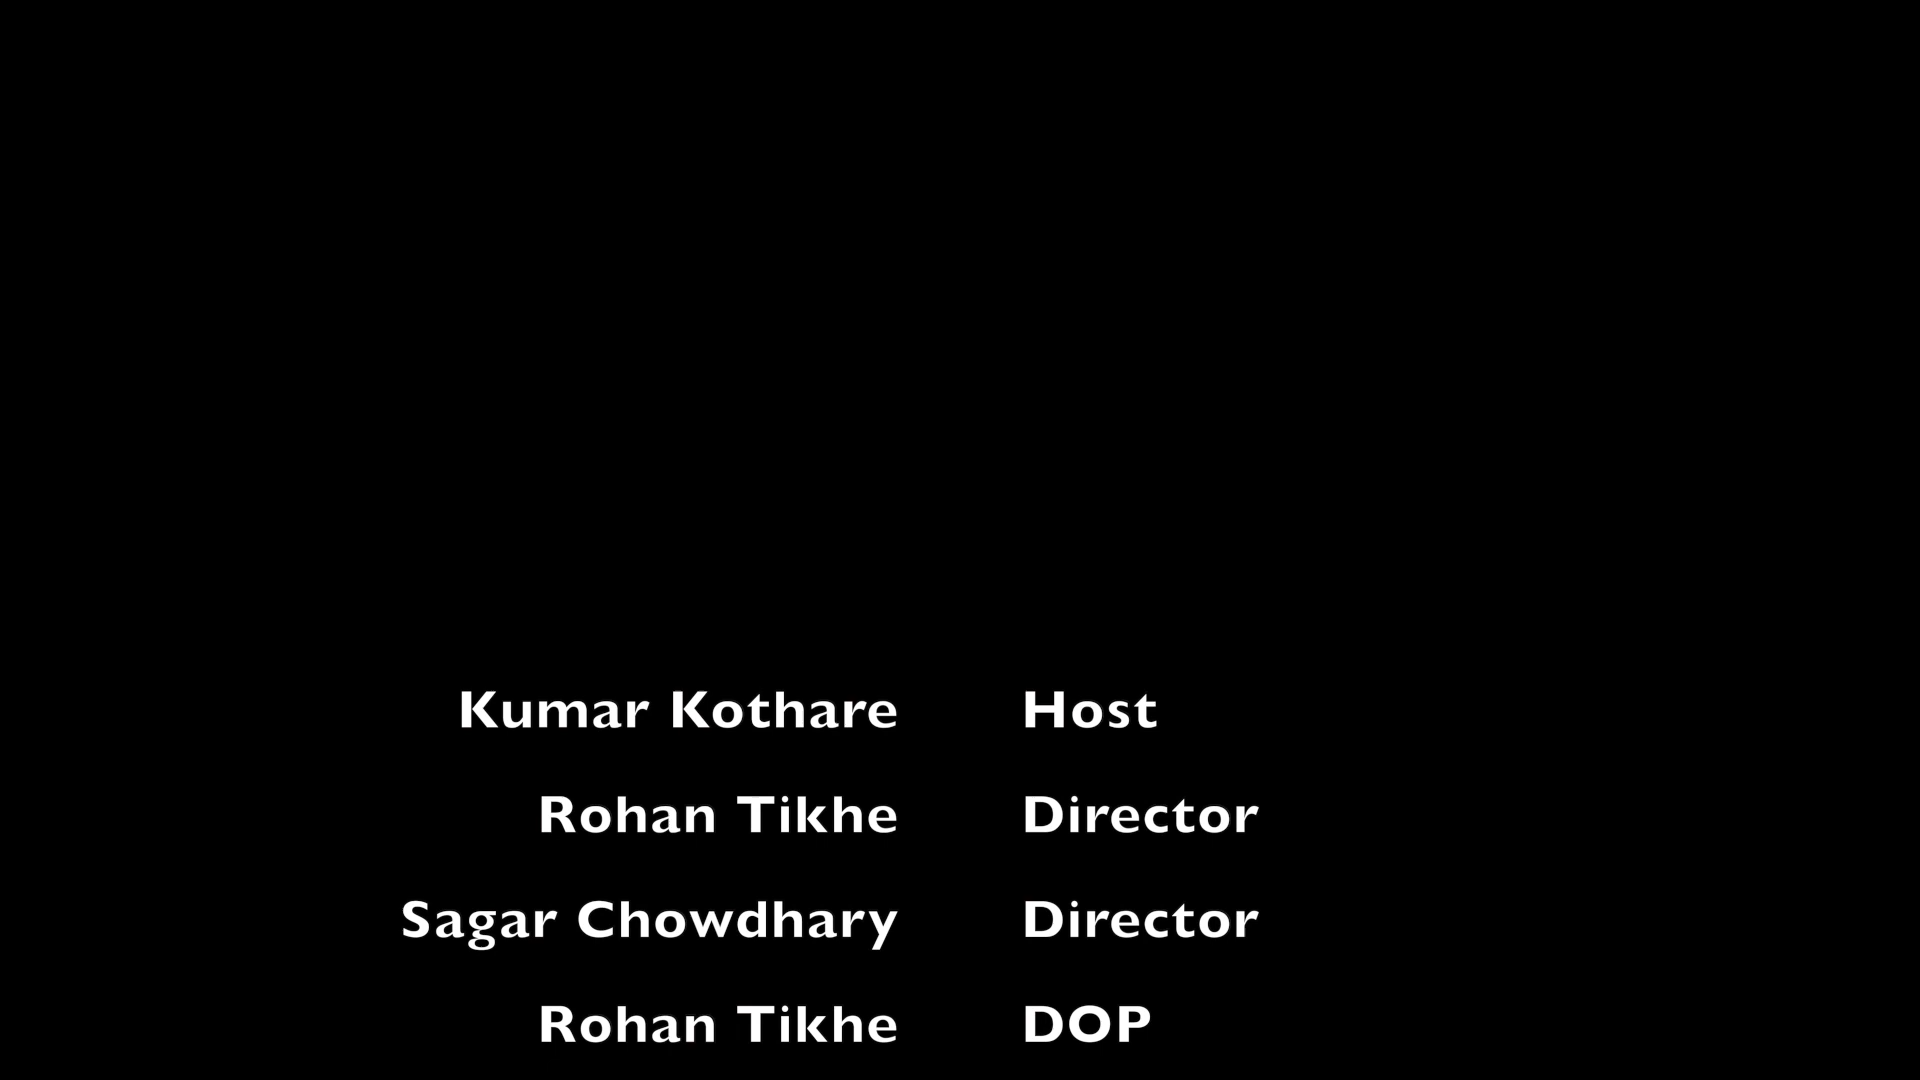 Kumar Kothare Host
Rohan Tikhe Director
Sagar Chowdhary Director
Rohan Tikhe DOP